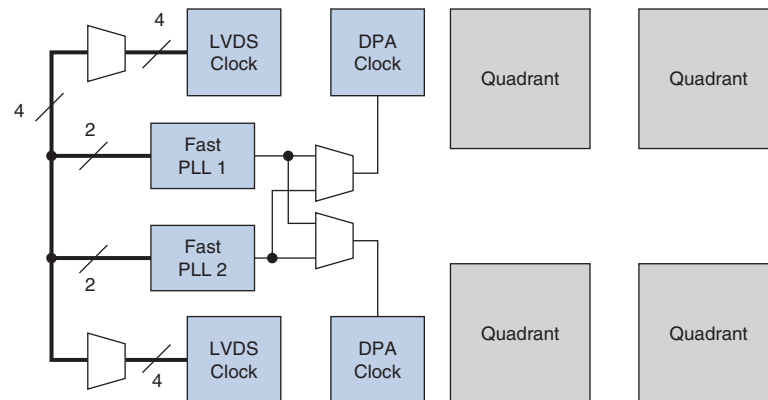 4
LVDS
Clock
DPA
Clock
Quadrant
Quadrant
4
2
Fast
PLL 1
Fast
PLL 2
2
4
LVDS
Clock
DPA
Clock
Quadrant
Quadrant